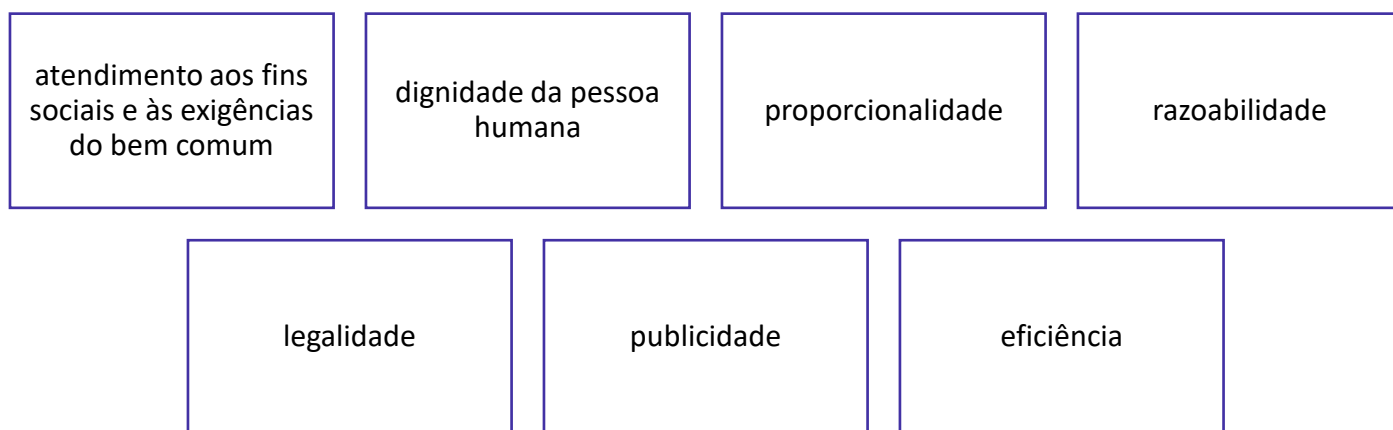 atendimento aos fins
sociais e às exigências
do bem comum
dignidade da pessoa
humana
proporcionalidade
razoabilidade
legalidade
publicidade
eficiência